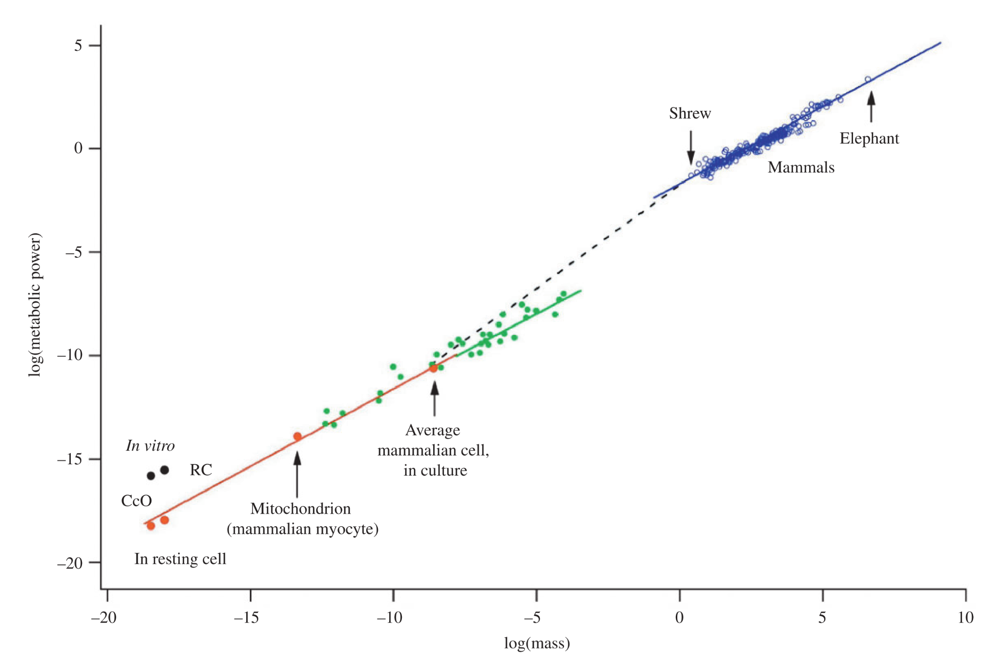 5
0
–5
–10
–15
–20
log(metabolic power)
Shrew
Elephant
Mammals
Average
mammalian cell,
in culture
In vitro
RC
CcO
Mitochondrion
(mammalian myocyte)
In resting cell
–20
–15
–10
–5
0
5
10
log(mass)